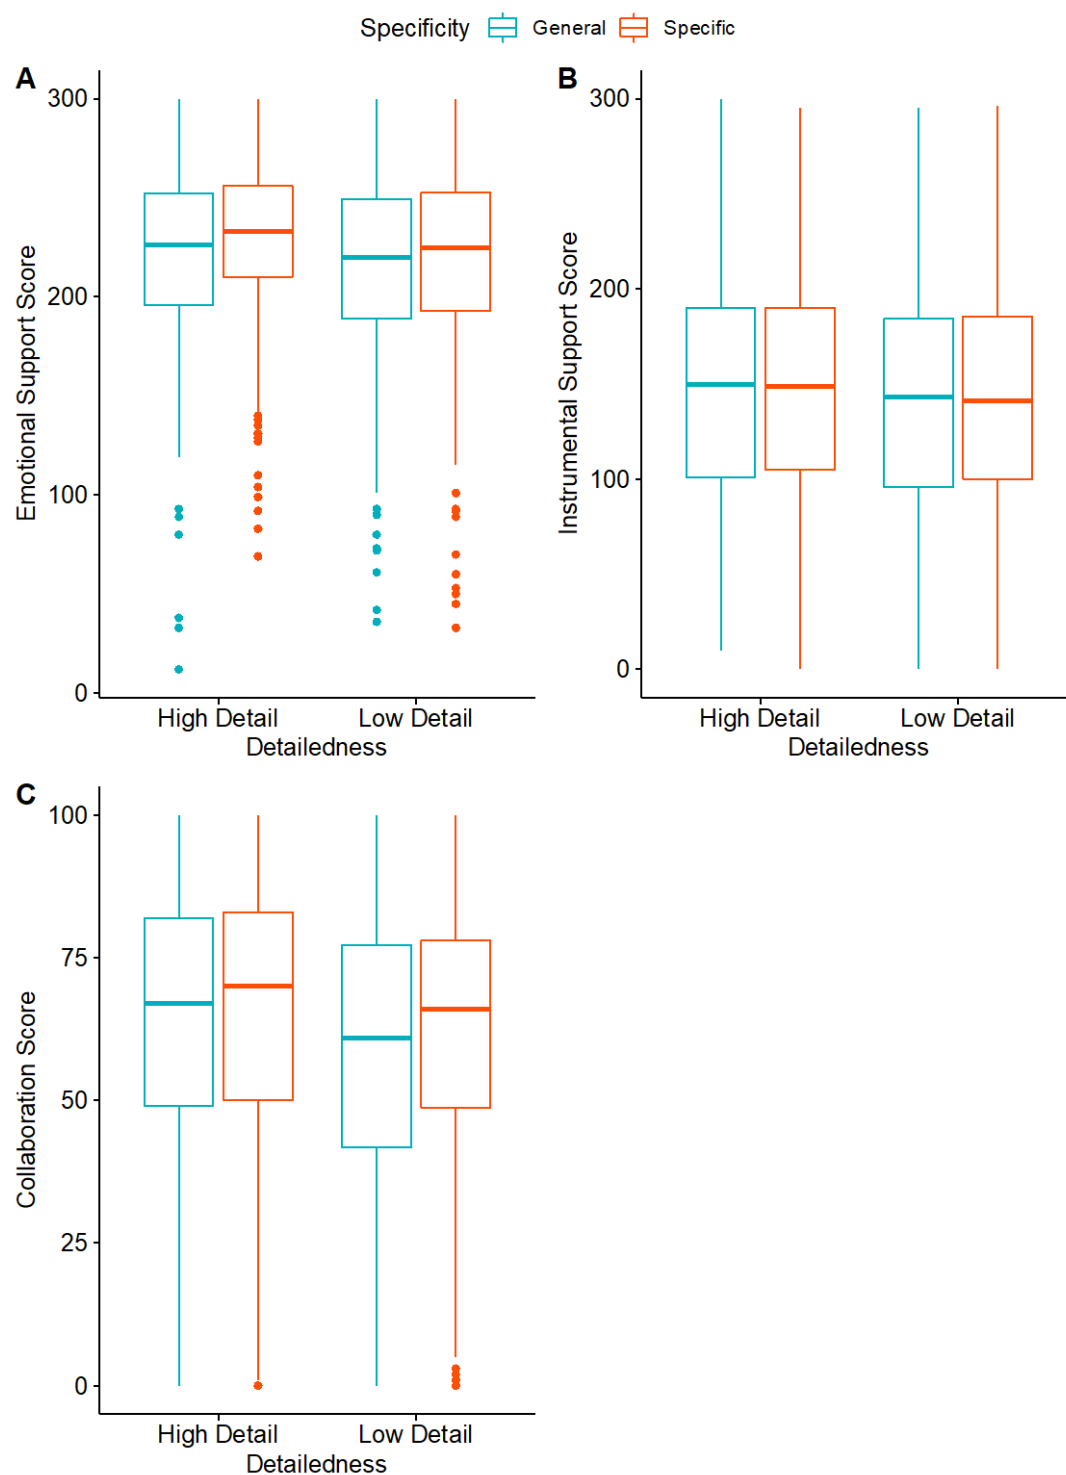 Specificity General Specific
A
300
200
100
0
Emotional Support Score
High Detail Low Detail
Detailedness
B
300
200
100
0
Instrumental Support Score
High Detail Low Detail
Detailedness
C
100
75
50
25
0
Collaboration Score
High Detail Low Detail
Detailedness